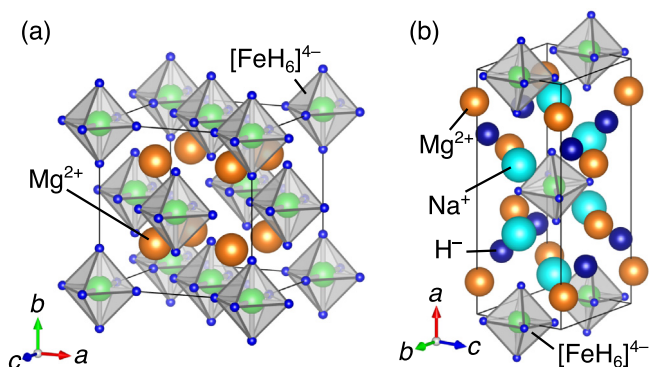 (a)
[FeH₆]⁴⁻
Mg²⁺
b
c
a
(b)
Mg²⁺
Na⁺
H⁻
a
b
c
[FeH₆]⁴⁻